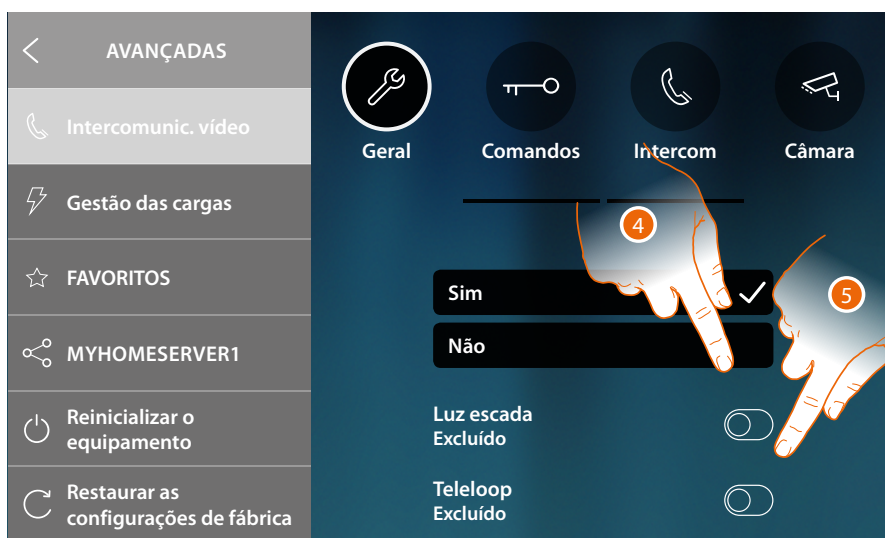 AVANÇADAS
Intercomunic. vídeo
Gestão das cargas
FAVORITOS
MYHOMESERVER1
Reinicializar o
equipamento
Restaurar as
configurações de fábrica
Geral
Comandos
Intercom
Câmara
4
5
Sim
Não
Luz escada
Excluído
Teleloop
Excluído